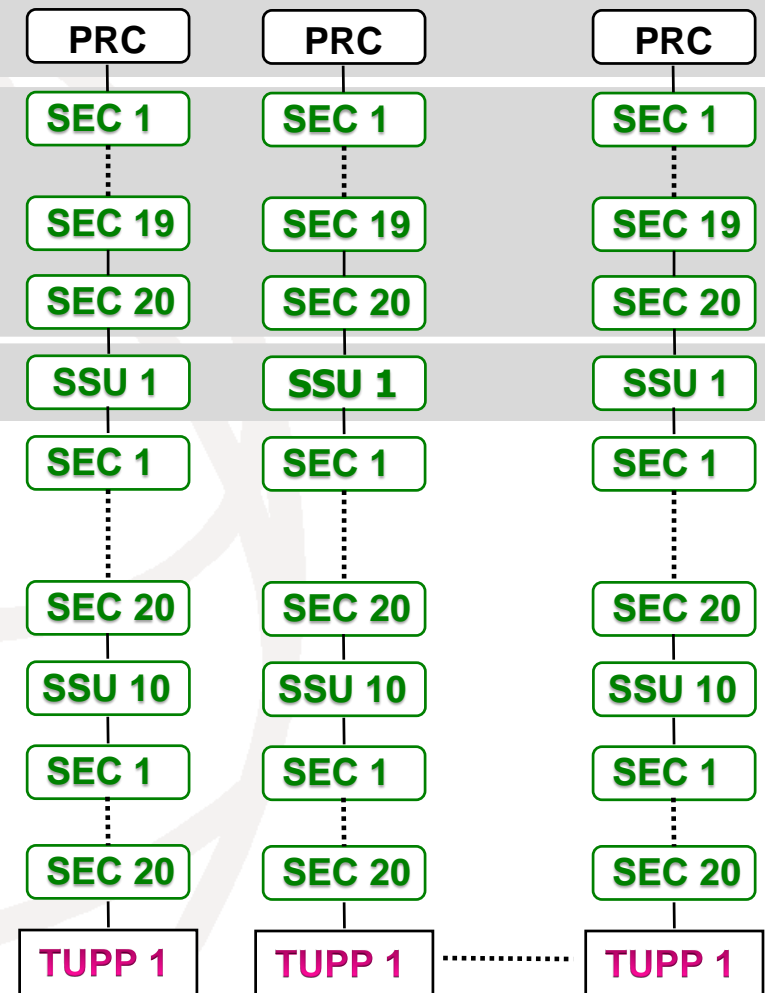 PRC PRC PRC
SEC 1 SEC 1 SEC 1
SEC 19 SEC 19 SEC 19
SEC 20 SEC 20 SEC 20
SSU 1 SSU 1 SSU 1
SEC 1 SEC 1 SEC 1
SEC 20 SEC 20 SEC 20
SSU 10 SSU 10 SSU 10
SEC 1 SEC 1 SEC 1
SEC 20 SEC 20 SEC 20
TUPP 1 TUPP 1 TUPP 1